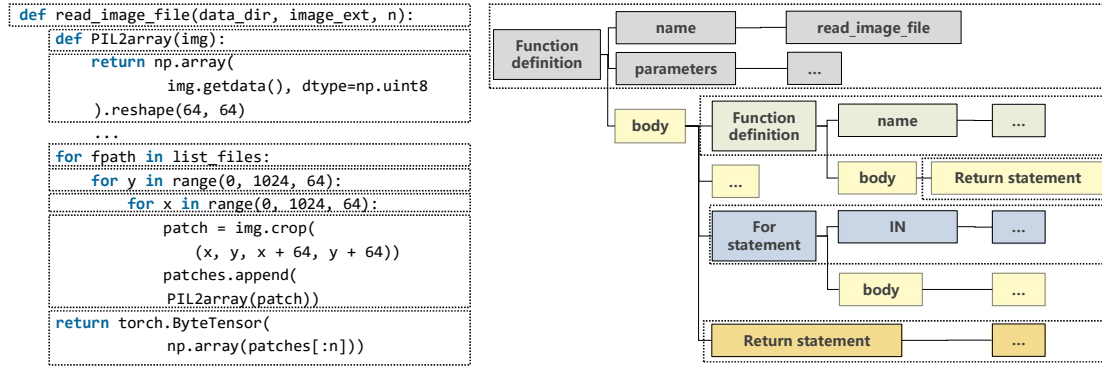 def read_image_file(data_dir, image_ext, n):
def PIL2array(img):
return np.array(
img.getdata(), dtype=np.uint8
).reshape(64, 64)
...
for fpath in list_files:
for y in range(0, 1024, 64):
for x in range(0, 1024, 64):
patch = img.crop(
(x, y, x + 64, y + 64))
patches.append(
PIL2array(patch))
return torch.ByteTensor(
np.array(patches[:n]))
Function
definition
name
read_image_file
parameters
...
body
Function
definition
name
...
body
Return statement
...
For
statement
IN
...
body
...
Return statement
...